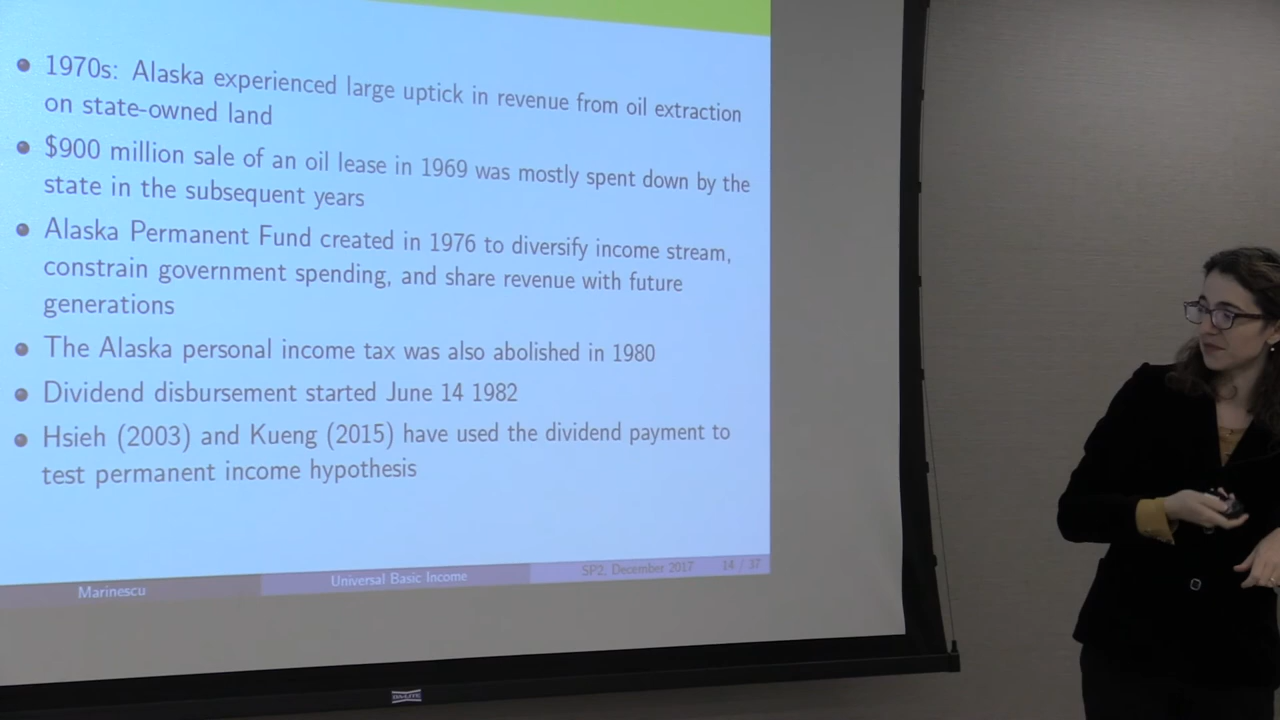 1970s: Alaska experienced large uptick in revenue from oil extraction
on state-owned land
$900 million sale of an oil lease in 1969 was mostly spent down by the
state in the subsequent years
Alaska Permanent Fund created in 1976 to diversify income stream,
constrain government spending, and share revenue with future
generations
The Alaska personal income tax was also abolished in 1980
Dividend disbursement started June 14 1982
Hsieh (2003) and Kueng (2015) have used the dividend payment to
test permanent income hypothesis
Marinescu
Universal Basic Income
SP2, December 2017
14 / 37
DA-LITE